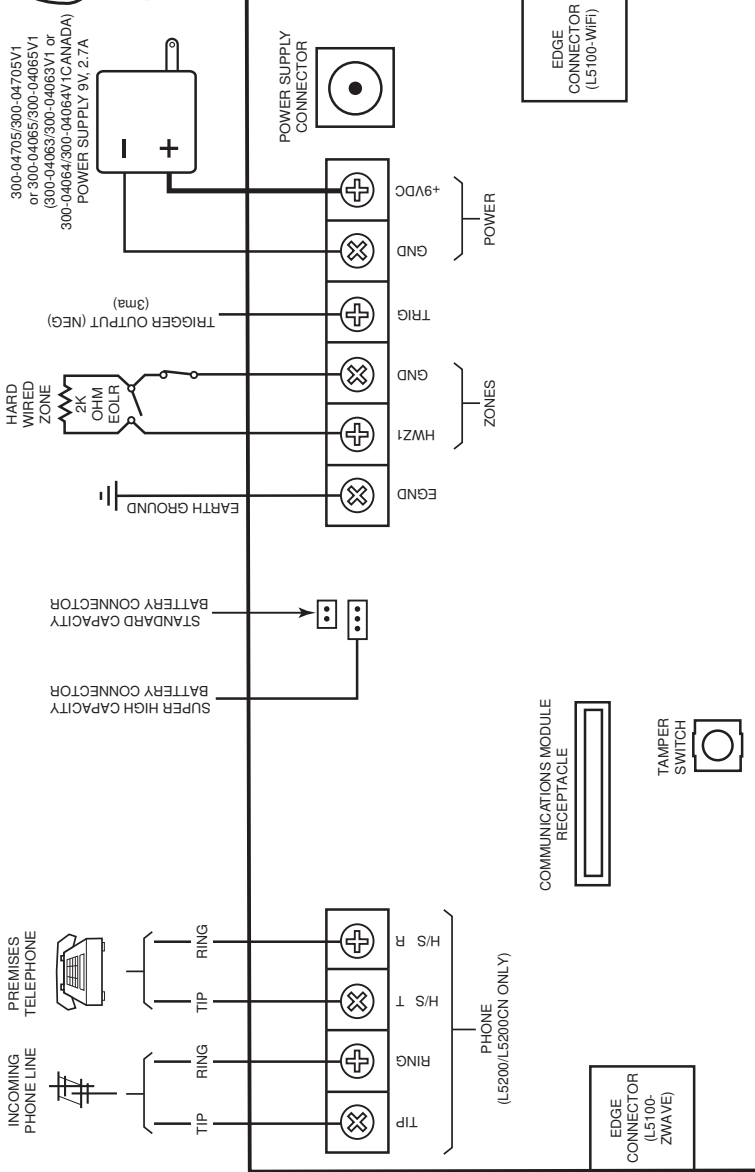 300-04705/300-04705V1
or 300-04065/300-04065V1
(300-04063/300-04063V1 or
300-04064/300-04064V1CANADA)
POWER SUPPLY 9V, 2.7A
POWER SUPPLY
CONNECTOR
EDGE
CONNECTOR
(L5100-WiFi)
+9VDC
GND
POWER
TRIGGER OUTPUT (NEG)
(3ma)
TRIG
HARD
WIRED
ZONE
2K
OHM
EOLR
GND
HWZ1
ZONES
EARTH GROUND
EGND
STANDARD CAPACITY
BATTERY CONNECTOR
SUPER HIGH CAPACITY
BATTERY CONNECTOR
COMMUNICATIONS MODULE
RECEPTACLE
TAMPER
SWITCH
PREMISES
TELEPHONE
RING
TIP
H/S R
H/S T
INCOMING
PHONE LINE
RING
TIP
RING
TIP
PHONE
(L5200/L5200CN ONLY)
EDGE
CONNECTOR
(L5100-
ZWAVE)